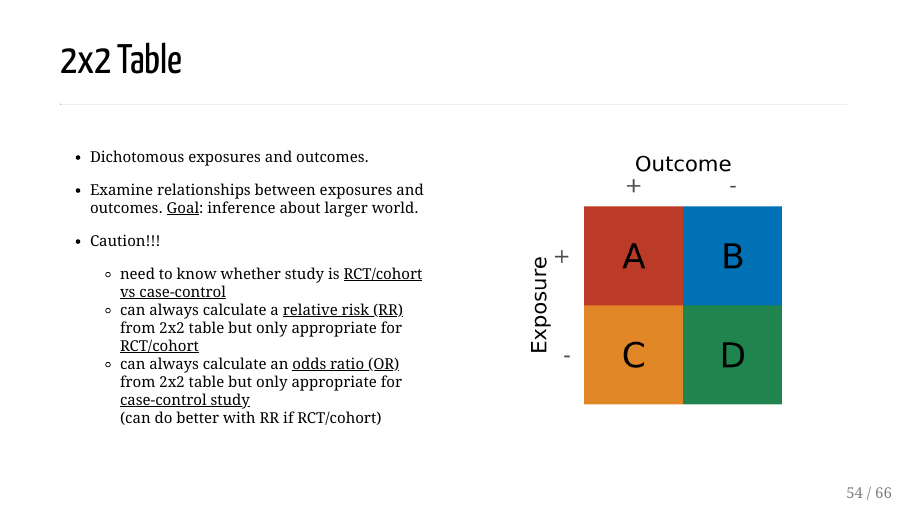 2x2 Table
• Dichotomous exposures and outcomes.
• Examine relationships between exposures and
outcomes. Goal: inference about larger world.
• Caution!!!
◦ need to know whether study is RCT/cohort
vs case-control
◦ can always calculate a relative risk (RR)
from 2x2 table but only appropriate for
RCT/cohort
◦ can always calculate an odds ratio (OR)
from 2x2 table but only appropriate for
case-control study
(can do better with RR if RCT/cohort)
Outcome
+ -
Exposure
+ A B
- C D
54 / 66